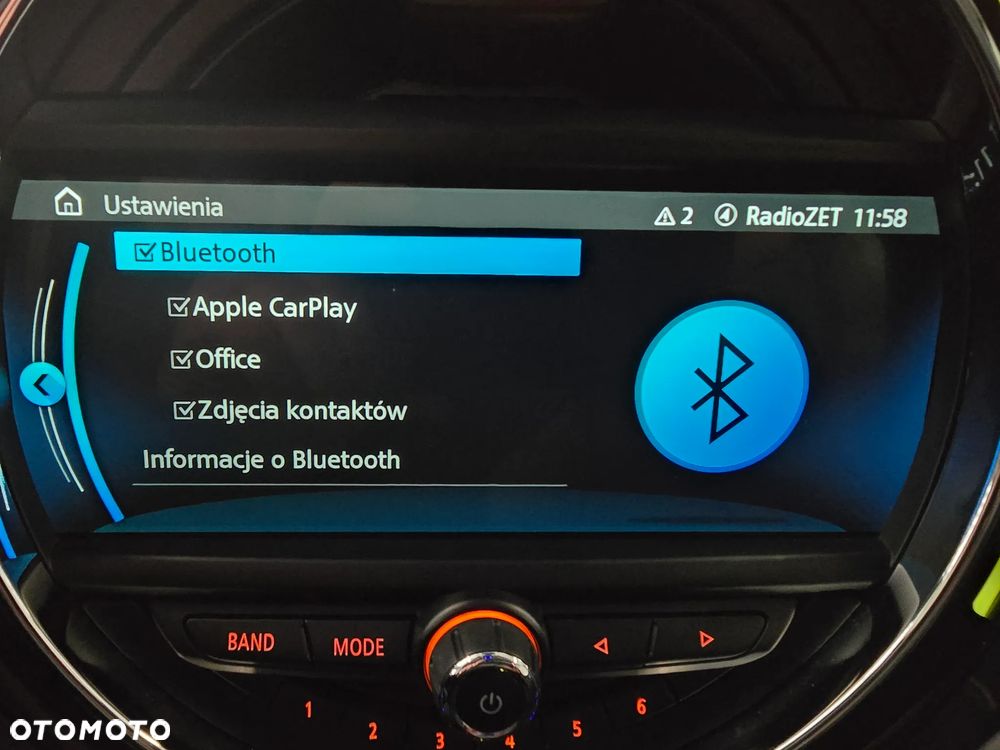 Ustawienia 2 RadioZET 11:58
Bluetooth
Apple CarPlay
Office
Zdjęcia kontaktów
Informacje o Bluetooth
BAND MODE
1 2 3 4 5 6
OTOMOTO